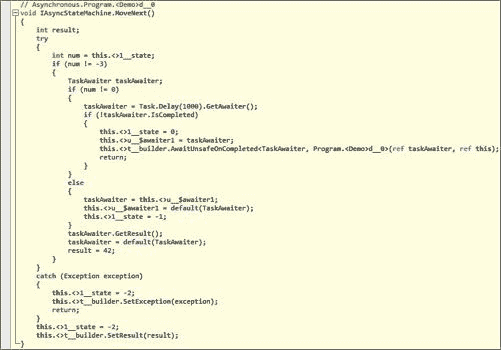 // Asynchronous.Program.<Demo>d__0
void IAsyncStateMachine.MoveNext()
{
int result;
try
{
int num = this.<>1__state;
if (num != -3)
{
TaskAwaiter taskAwaiter;
if (num != 0)
{
taskAwaiter = Task.Delay(1000).GetAwaiter();
if (!taskAwaiter.IsCompleted)
{
this.<>1__state = 0;
this.<>u__$awaiter1 = taskAwaiter;
this.<>t__builder.AwaitUnsafeOnCompleted<TaskAwaiter, Program.<Demo>d__0>(ref taskAwaiter, ref this);
return;
}
}
else
{
taskAwaiter = this.<>u__$awaiter1;
this.<>u__$awaiter1 = default(TaskAwaiter);
this.<>1__state = -1;
}
taskAwaiter.GetResult();
taskAwaiter = default(TaskAwaiter);
result = 42;
}
}
catch (Exception exception)
{
this.<>1__state = -2;
this.<>t__builder.SetException(exception);
return;
}
this.<>1__state = -2;
this.<>t__builder.SetResult(result);
}